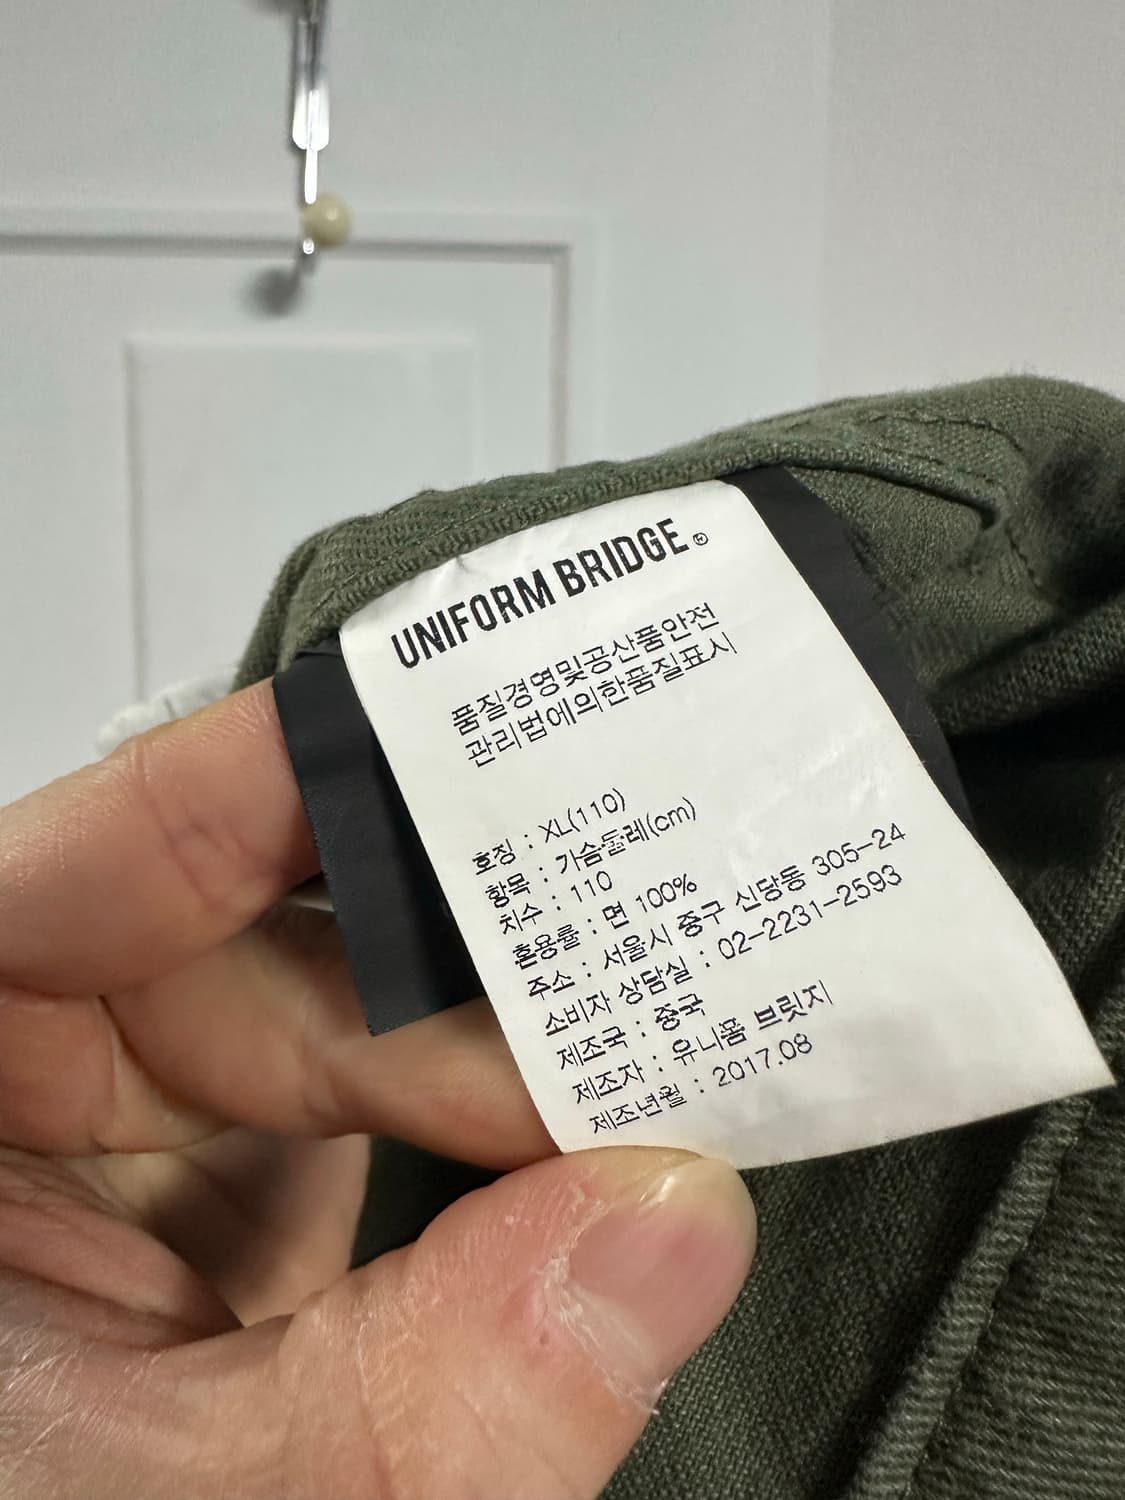 UNIFORM BRIDGE
품질경영및공산품안전
관리법에의한품질표시
호칭 : XL(110)
항목 : 가슴둘레(cm)
치수 : 110
혼용률 : 면 100%
주소 : 서울시 중구 신당동 305-24
소비자 상담실 : 02-2231-2593
제조국 : 중국
제조자 : 유니폼 브릿지
제조년월 : 2017.08